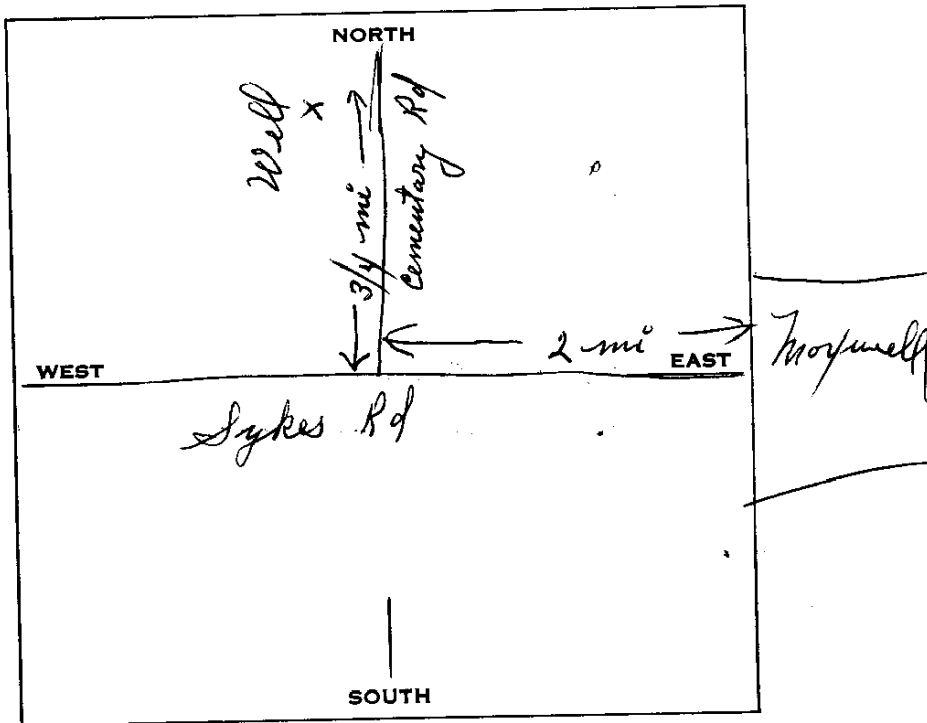 NORTH
Well
x
3/4 mi
Cementary Rd
2 mi
WEST
EAST
Sykes Rd
SOUTH